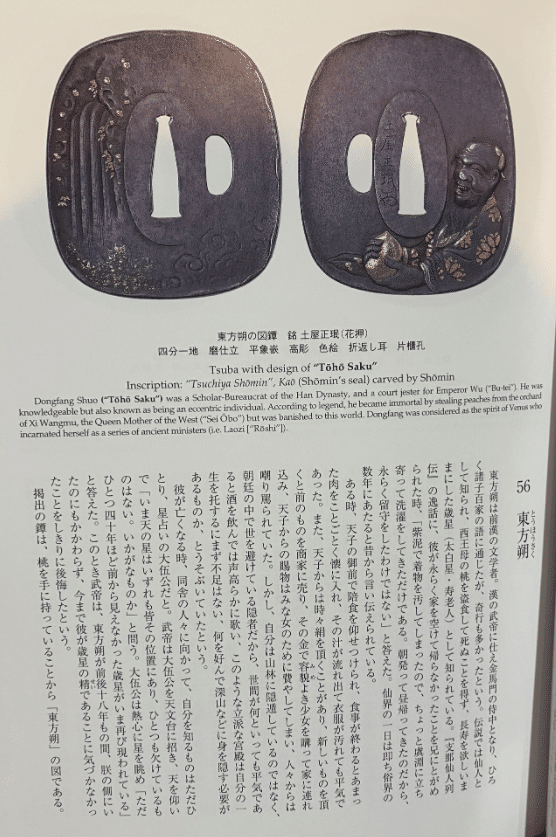 土屋正珉
東方朔の図鐔 銘 土屋正珉(花押)
四分一地 磨仕立 平象嵌 高彫 色絵 折返し耳 片櫃孔
Tsuba with design of "Tōhō Saku"
Inscription: "Tsuchiya Shōmin", Kaō (Shōmin's seal) carved by Shōmin
Dongfang Shuo ("Tōhō Saku") was a Scholar-Bureaucrat of the Han Dynasty, and a court jester for Emperor Wu ("Bu-tei"). He was
knowledgeable but also known as being an eccentric individual. According to legend, he became immortal by stealing peaches from the orchard
of Xi Wangmu, the Queen Mother of the West ("Sei Ōbo") but was banished to this world. Dongfang was considered as the spirit of Venus who
incarnated herself as a series of ancient ministers (i.e. Laozi ["Rōshi"]).
56 東方朔
とうほうさく
東方朔は前漢の文学者。漢の武帝に仕え金馬門の侍中となり、ひろ
く諸子百家の語に通じたが、奇行も多かったという。伝説では仙人と
して知られ、西王母の桃を盗食して死ぬことを得ず、長寿を欲しいま
まにした歳星（太白星・寿老人）として知られている。『支那仙人列
伝』の逸話に、彼が永らく家を空けて帰らなかったことを兄にとがめ
られた時、「紫泥で着物を汚してしまったので、ちょっと虞淵に立ち
寄って洗濯をしてきただけである。朝発って昼帰ってきたのだから、
永らく留守をしたわけではない」と答えた。仙界の一日は即ち俗界の
数年にあたると昔から言い伝えられている。
ある時、天子の御前で陪食を仰せつけられ、食事が終わるとあまっ
た肉をことごとく懐に入れ、その汁が流れ出て衣服が汚れても平気で
あった。また、天子からは時々絹を頂くことがあり、新しいものを頂
くと前のものを商家に売り、その金で容貌よき少女を購って家に連れ
込み、天子からの賜物はみな女のために費やしてしまい、人々からは
嘲り罵られていた。しかし、自分は山林に隠遁しているのではなく、
朝廷の中で世を避けている隠者だから、世間が何といっても平気であ
ると酒を飲んでは声高らかに歌い、このような立派な宮殿は自分の一
生を托するにまず不足はない、何を好んで深山などに身を隠す必要が
あるものか、とうそぶいていたという。
彼が亡くなる時、同舎の人々に向かって、自分を知るものはただひ
とり、星占いの大伍公だと。武帝は大伍公を天文台に招き、天を仰い
で「いま天の星はいずれも皆その位置にあり、ひとつも欠けているも
のはない。いかがなものか」と問う。大伍公は熱心に星を眺め「ただ
ひとつ四十年ほど前から見えなかった歳星がいま再び現われている」
と答えた。このとき武帝は、東方朔が前後十八年もの間、朕の側にい
たのにもかかわらず、今まで彼が歳星の精であることに気づかなかっ
たことをしきりに後悔したという。
掲出の鐔は、桃を手に持っていることから「東方朔」の図である。